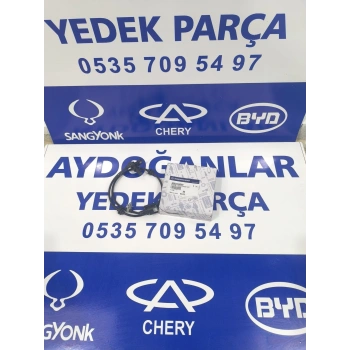 YEDEK PARÇA
0535 709 54 97
SANGYONK
CHERY
BYD
AYDOĞANLAR
YEDEK PARÇA
0535 709 54 97
GYONK
CHERY
BYD